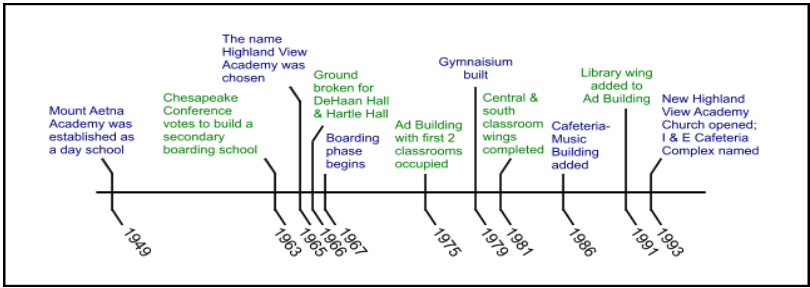 Mount Aetna
Academy was
established as
a day school
Chesapeake
Conference
votes to build a
secondary
boarding school
The name
Highland View
Academy was
chosen
Ground
broken for
DeHaan Hall
& Hartle Hall
Boarding
phase
begins
Ad Building
with first 2
classrooms
occupied
Gymnaisium
built
Central &
south
classroom
wings
completed
Cafeteria-
Music
Building
added
Library wing
added to
Ad Building
New Highland
View Academy
Church opened;
I & E Cafeteria
Complex named
1949
1963
1965
1966
1967
1975
1979
1981
1986
1991
1993